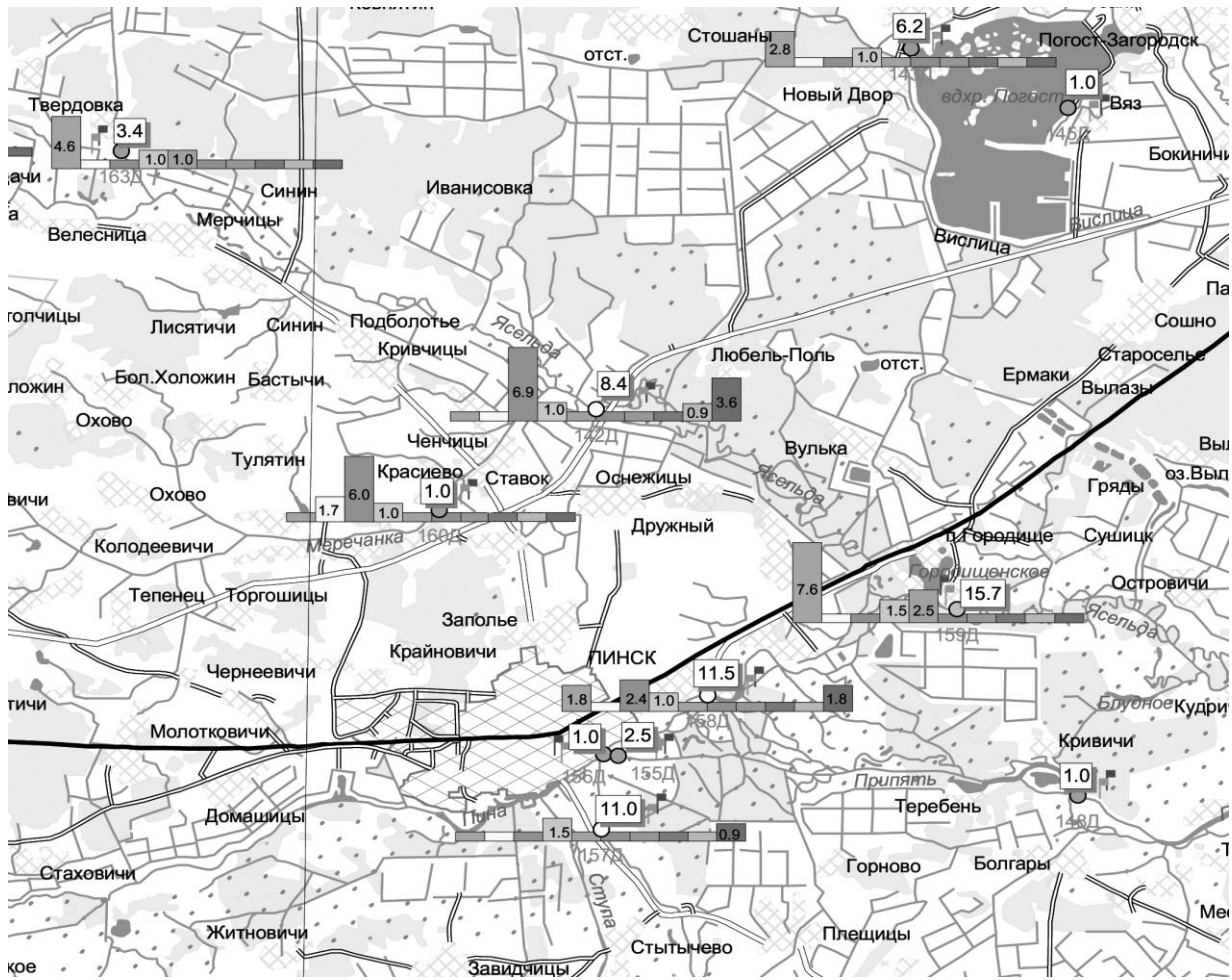 Стошаны
6.2
Погост-Загородск
отст.
2.8
1.0
1.0
Новый Двор
вдхр. Погост
Вяз
145Д
Твердовка
3.4
4.6
1.0
1.0
163Д
Бокиничи
Синин
Иванисовка
Мерчицы
Велесница
Вислица
Вислица
Лисятичи
Синин
Подболотье
Ясельда
Сошно
Кривчицы
Любель-Поль
отст.
Староселье
Бол.Холожин
Бастычи
8.4
Ермаки
Вылазы
6.9
1.0
0.9
3.6
Охово
142Д
Ченчицы
Вулька
Тулятин
Красиево
Ставок
Оснежицы
Ясельда
оз.Выл
6.0
1.0
Гряды
Охово
1.7
1.0
Дружный
160Д
Меречанка
Колодеевичи
п.Городище
Сушицк
Городищенское
Островичи
Тепенец
Торгошицы
7.6
1.5
2.5
15.7
Заполье
159Д
Ясельда
Крайновичи
ПИНСК
Чернеевичи
11.5
1.8
2.4
1.0
1.8
158Д
Блудное
Молотковичи
1.0
2.5
Кривичи
156Д
155Д
Припять
1.0
Пина
11.0
Теребень
148Д
Домашицы
1.5
0.9
157Д
Горново
Болгары
Стаховичи
Ступа
Житновичи
Плещицы
Стытычево
Завидчицы